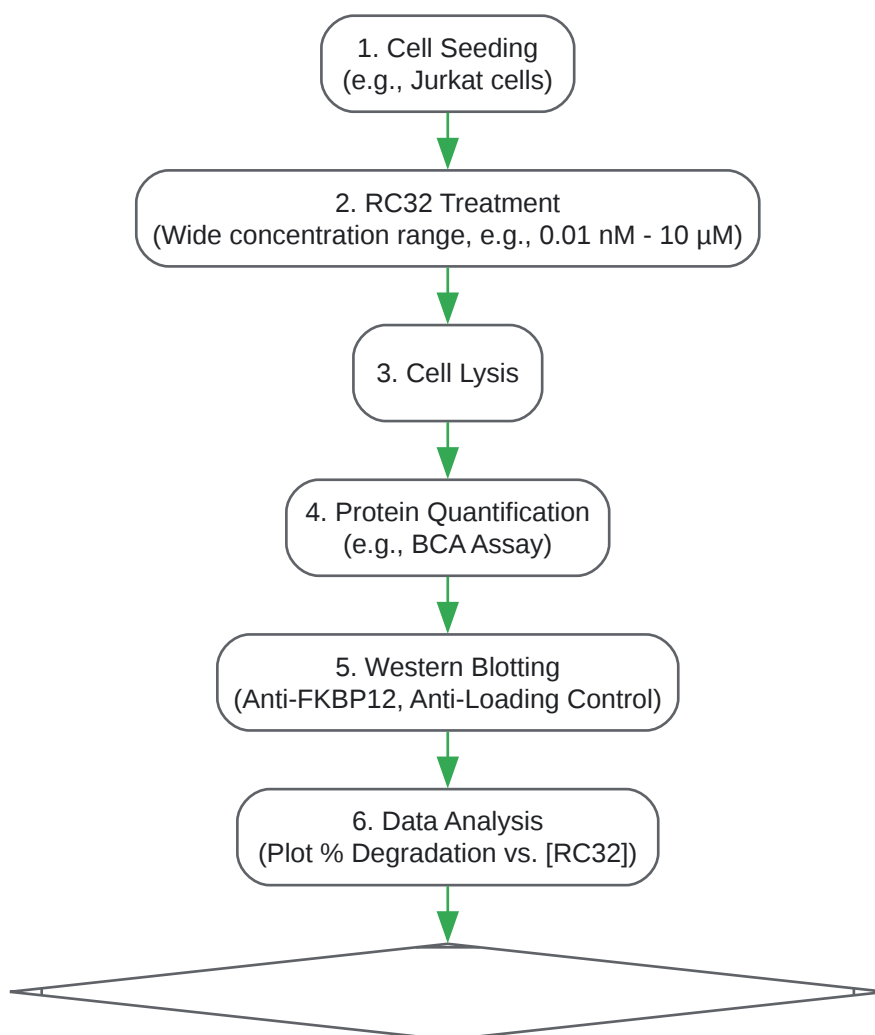 1. Cell Seeding
(e.g., Jurkat cells)
2. RC32 Treatment
(Wide concentration range, e.g., 0.01 nM - 10 µM)
3. Cell Lysis
4. Protein Quantification
(e.g., BCA Assay)
5. Western Blotting
(Anti-FKBP12, Anti-Loading Control)
6. Data Analysis
(Plot % Degradation vs. [RC32])